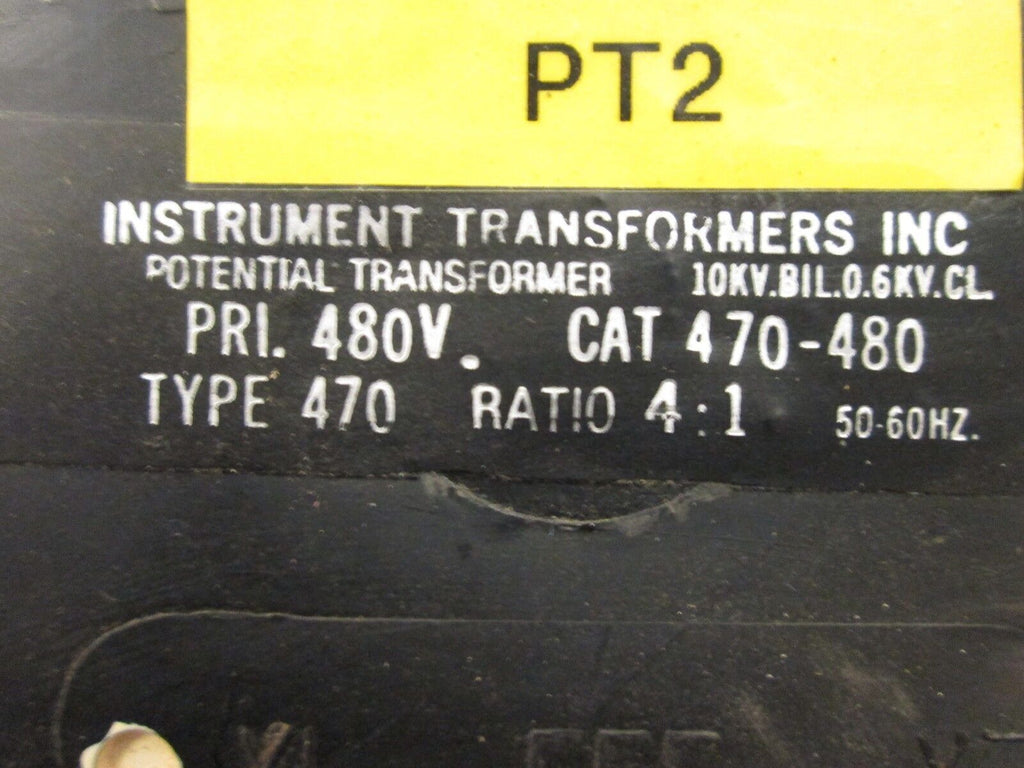 PT2
INSTRUMENT TRANSFORMERS INC
POTENTIAL TRANSFORMER 10KV.BIL.0.6KV.CL.
PRI. 480V. CAT 470-480
TYPE 470 RATIO 4:1 50-60HZ.